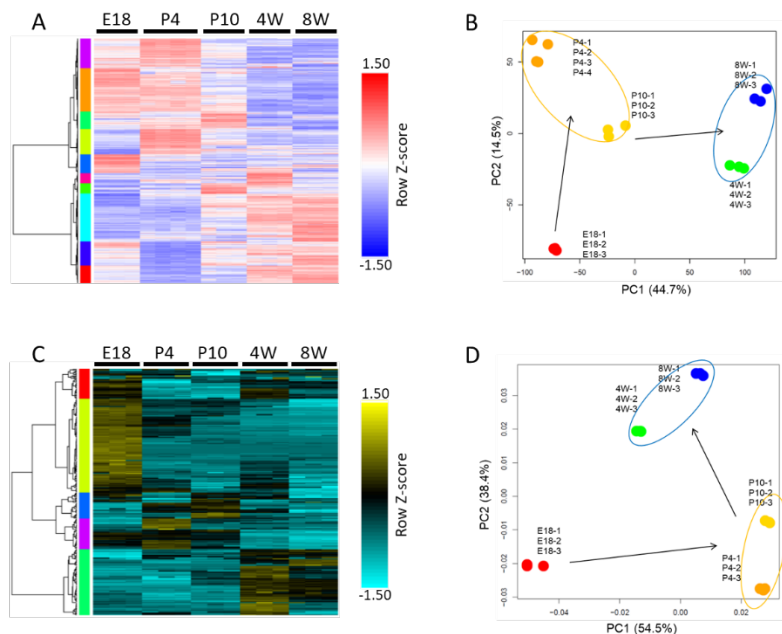 A
E18 P4 P10 4W 8W
1.50
Row Z-score
-1.50
B
P4-1
P4-2
P4-3
P4-4
P10-1
P10-2
P10-3
8W-1
8W-2
8W-3
4W-1
4W-2
4W-3
E18-1
E18-2
E18-3
50
0
-50
PC2 (14.5%)
-100 -50 0 50 100
PC1 (44.7%)
C
E18 P4 P10 4W 8W
1.50
Row Z-score
-1.50
D
8W-1
8W-2
8W-3
4W-1
4W-2
4W-3
P10-1
P10-2
P10-3
E18-1
E18-2
E18-3
P4-1
P4-2
P4-3
0.03
0.02
0.01
0.00
-0.01
-0.02
-0.03
PC2 (38.4%)
-0.04 -0.02 0.00 0.02
PC1 (54.5%)